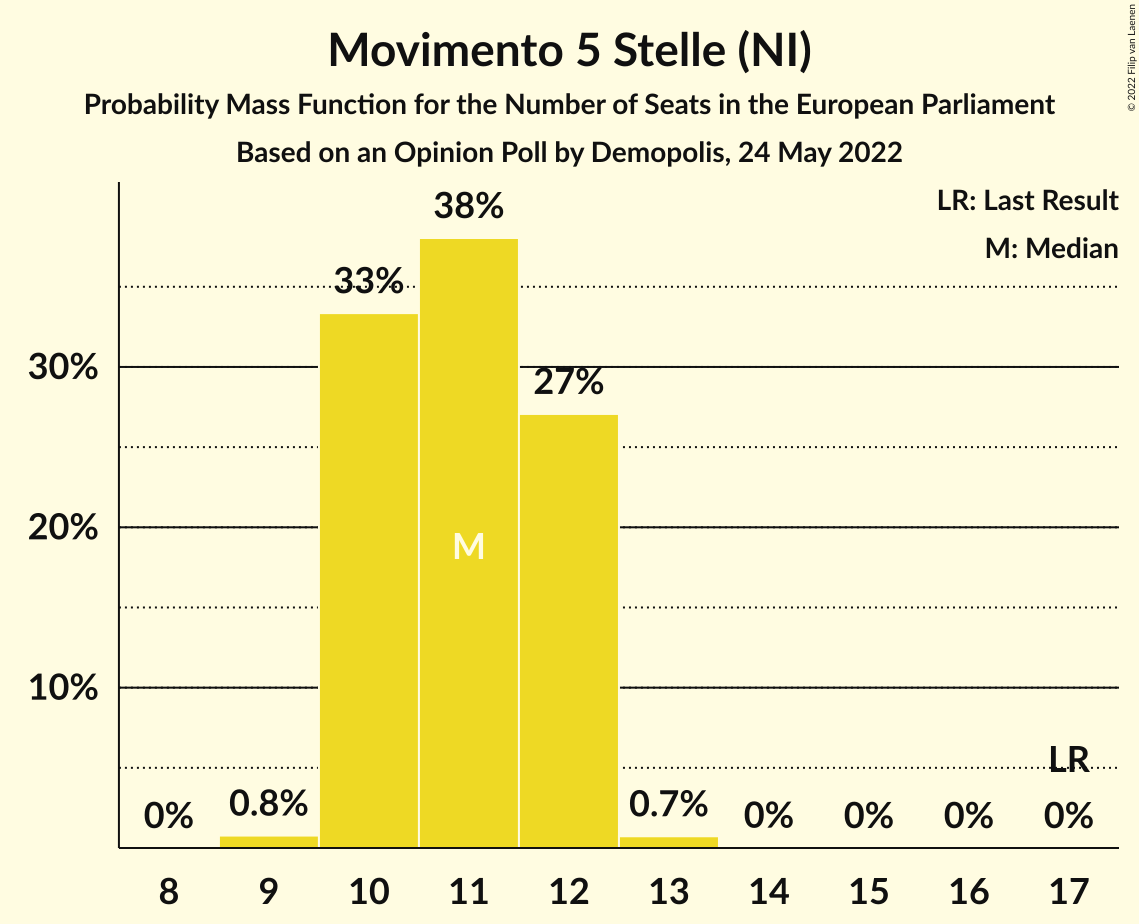 Movimento 5 Stelle (NI)
Probability Mass Function for the Number of Seats in the European Parliament
Based on an Opinion Poll by Demopolis, 24 May 2022
© 2022 Filip van Laenen
LR: Last Result
M: Median
38%
33%
27%
30%
20%
10%
M
LR
0%
0.8%
0.7%
0%
0%
0%
0%
8 9 10 11 12 13 14 15 16 17